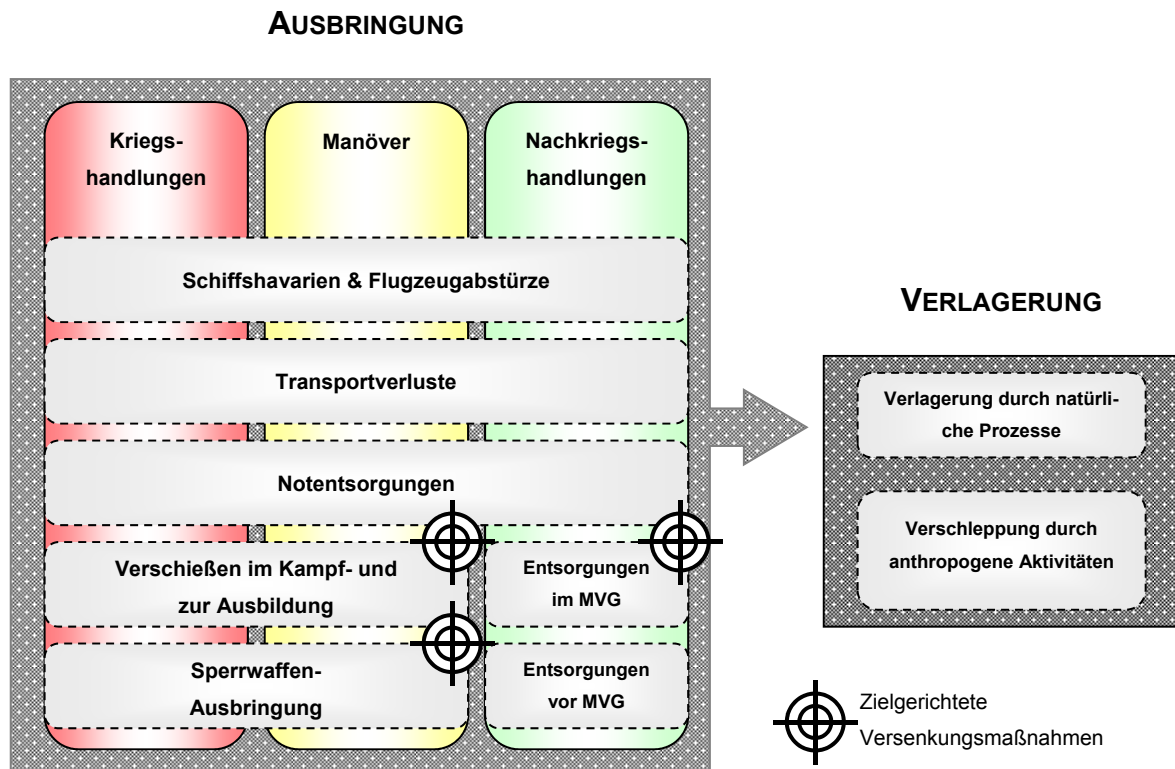 AUSBRINGUNG
Kriegs-
handlungen
Manöver
Nachkriegs-
handlungen
Schiffshavarien & Flugzeugabstürze
Transportverluste
Notentsorgungen
Verschießen im Kampf- und
zur Ausbildung
Entsorgungen
im MVG
Sperrwaffen-
Ausbringung
Entsorgungen
vor MVG
VERLAGERUNG
Verlagerung durch natürli-
che Prozesse
Verschleppung durch
anthropogene Aktivitäten
Zielgerichtete
Versenkungsmaßnahmen